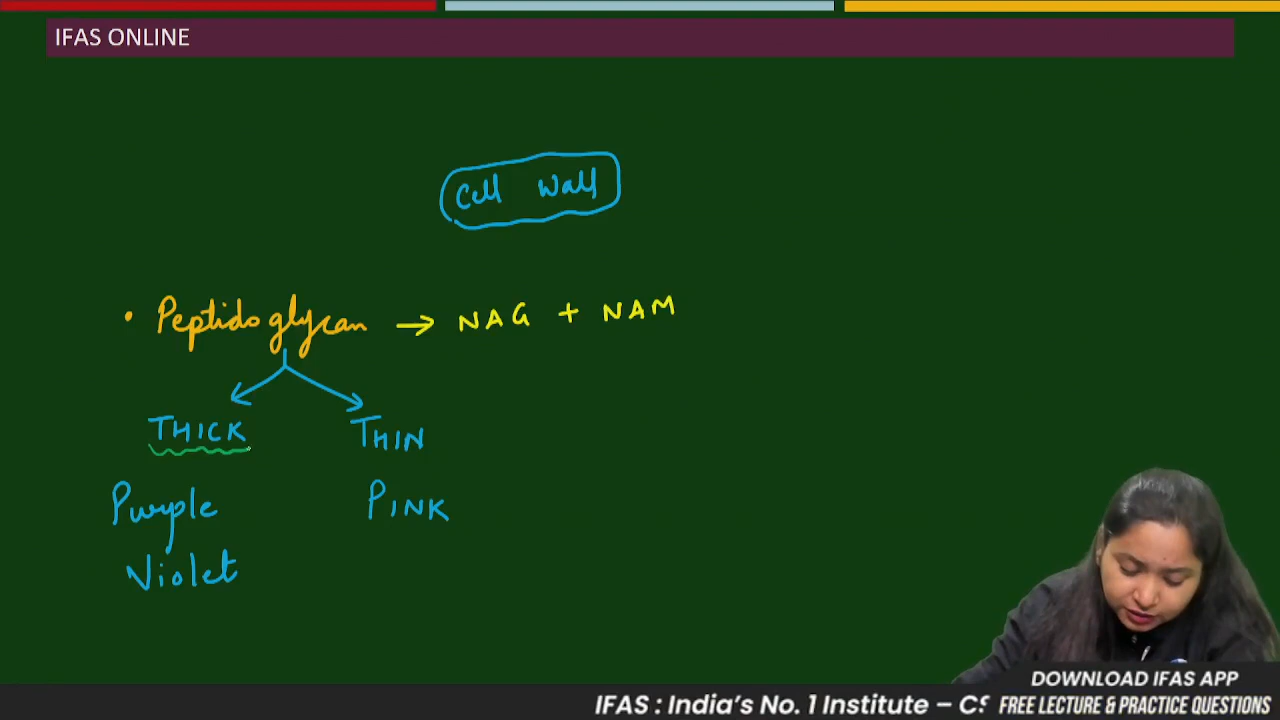 IFAS ONLINE
Cell Wall
• Peptidoglycan → NAG + NAM
THICK THIN
Purple PINK
Violet
DOWNLOAD IFAS APP
IFAS : India's No. 1 Institute – CS
FREE LECTURE & PRACTICE QUESTIONS